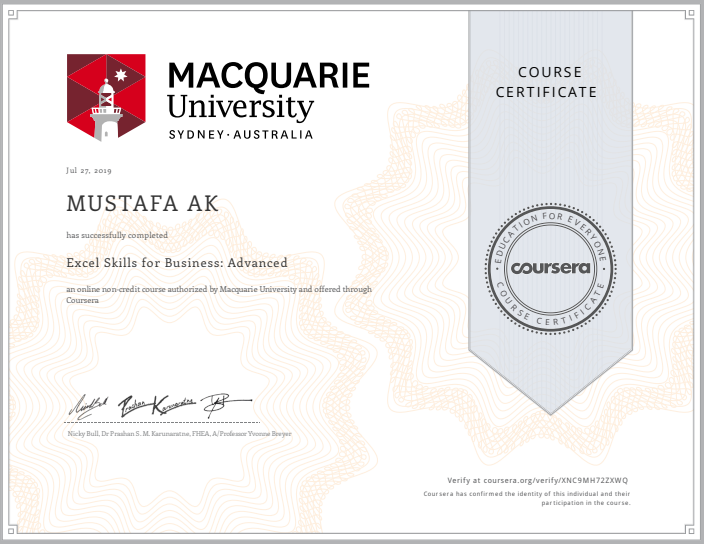 MACQUARIE
University
SYDNEY·AUSTRALIA
COURSE
CERTIFICATE
Jul 27, 2019
MUSTAFA AK
has successfully completed
Excel Skills for Business: Advanced
an online non-credit course authorized by Macquarie University and offered through
Coursera
EDUCATION FOR EVERYONE
coursera
COURSE CERTIFICATE
Nicky Bull, Dr Prashan S. M. Karunaratne, FHEA, A/Professor Yvonne Breyer
Verify at coursera.org/verify/XNC9MH72ZXWQ
Coursera has confirmed the identity of this individual and their
participation in the course.